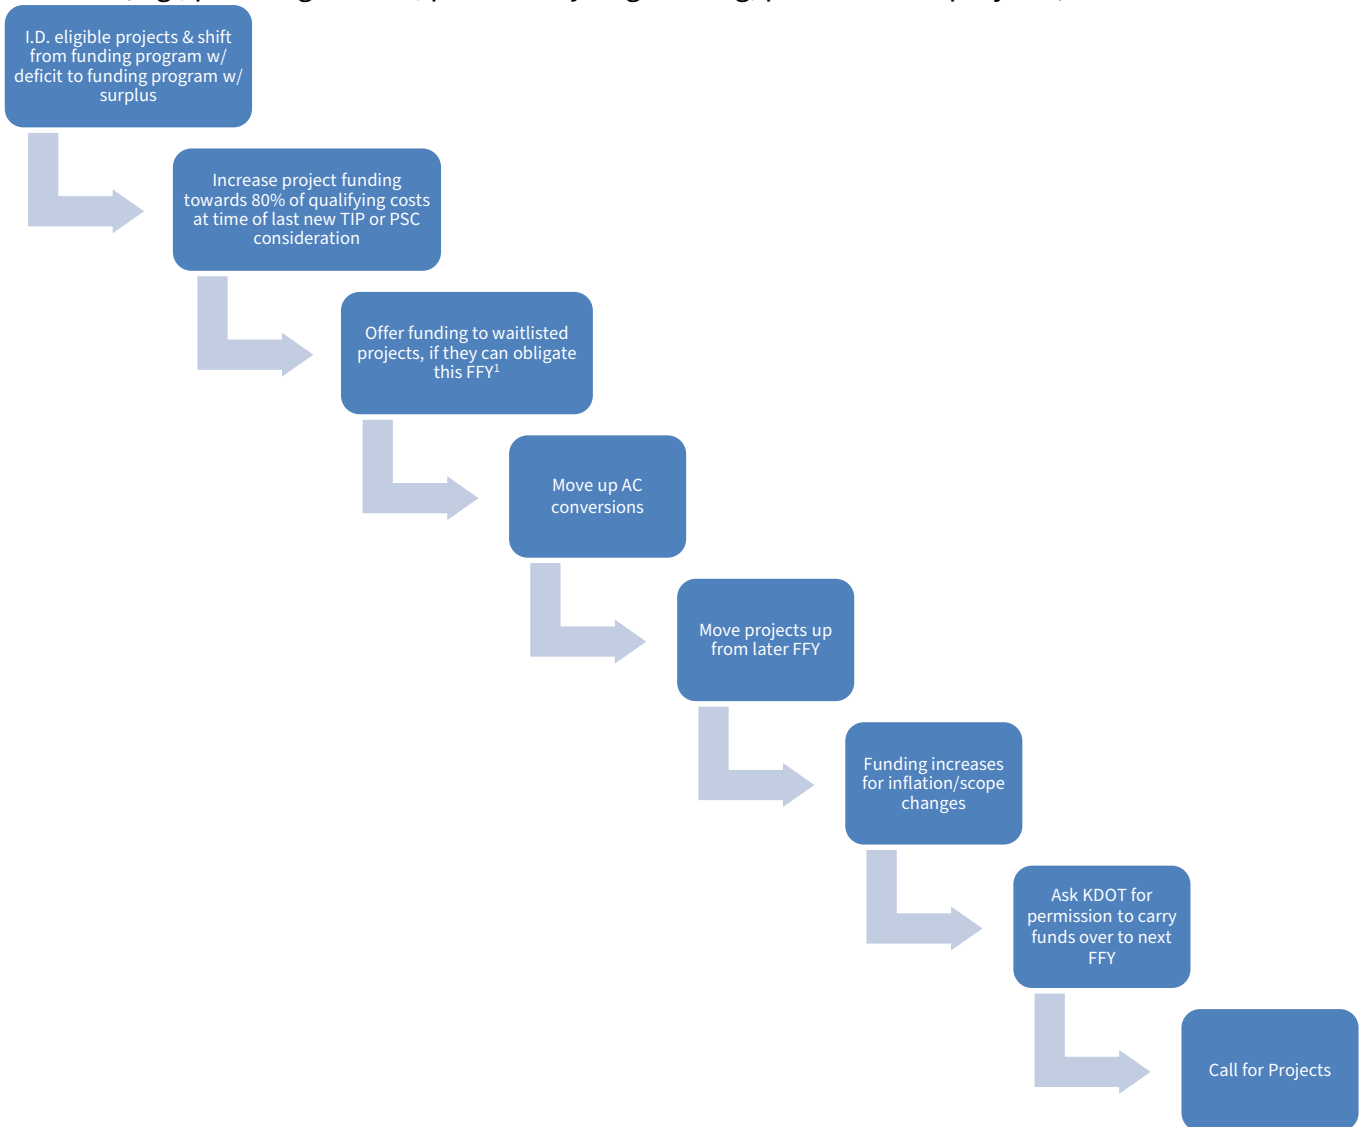 I.D. eligible projects & shift
from funding program w/
deficit to funding program w/
surplus
Increase project funding
towards 80% of qualifying costs
at time of last new TIP or PSC
consideration
Offer funding to waitlisted
projects, if they can obligate
this FFY¹
Move up AC
conversions
Move projects up
from later FFY
Funding increases
for inflation/scope
changes
Ask KDOT for
permission to carry
funds over to next
FFY
Call for Projects